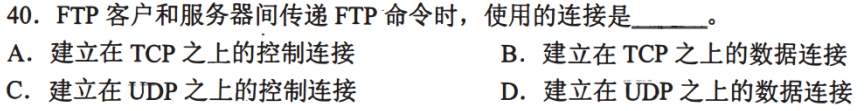 40．FTP 客户和服务器间传递 FTP 命令时，使用的连接是______。
A．建立在 TCP 之上的控制连接 B．建立在 TCP 之上的数据连接
C．建立在 UDP 之上的控制连接 D．建立在 UDP 之上的数据连接